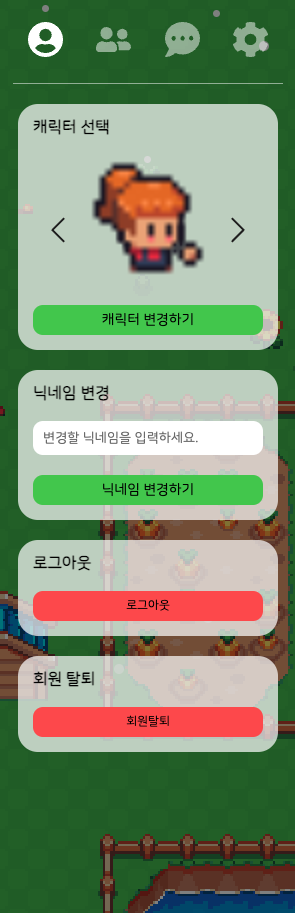 캐릭터 선택
캐릭터 변경하기
닉네임 변경
변경할 닉네임을 입력하세요.
닉네임 변경하기
로그아웃
로그아웃
회원 탈퇴
회원탈퇴